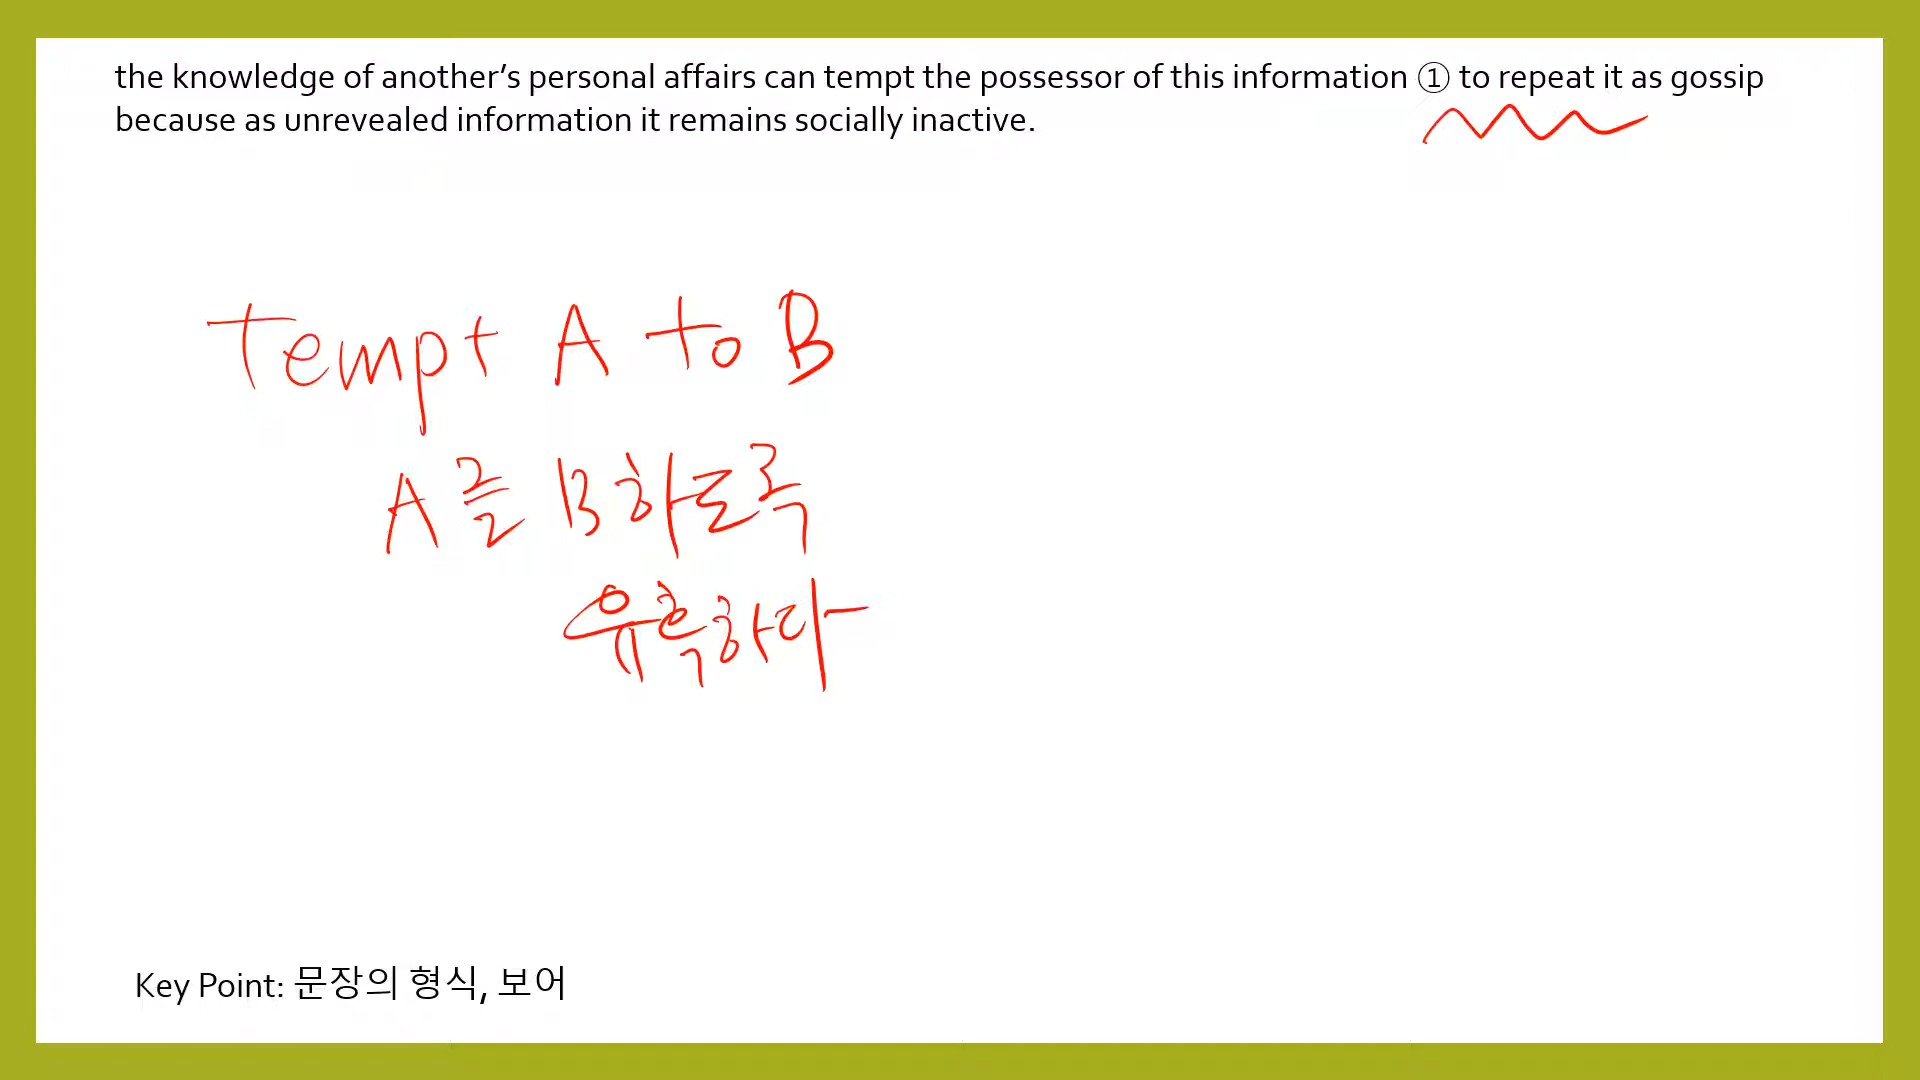 the knowledge of another’s personal affairs can tempt the possessor of this information ① to repeat it as gossip
because as unrevealed information it remains socially inactive.
Tempt A to B
A를 B하도록
유혹하다
Key Point: 문장의 형식, 보어